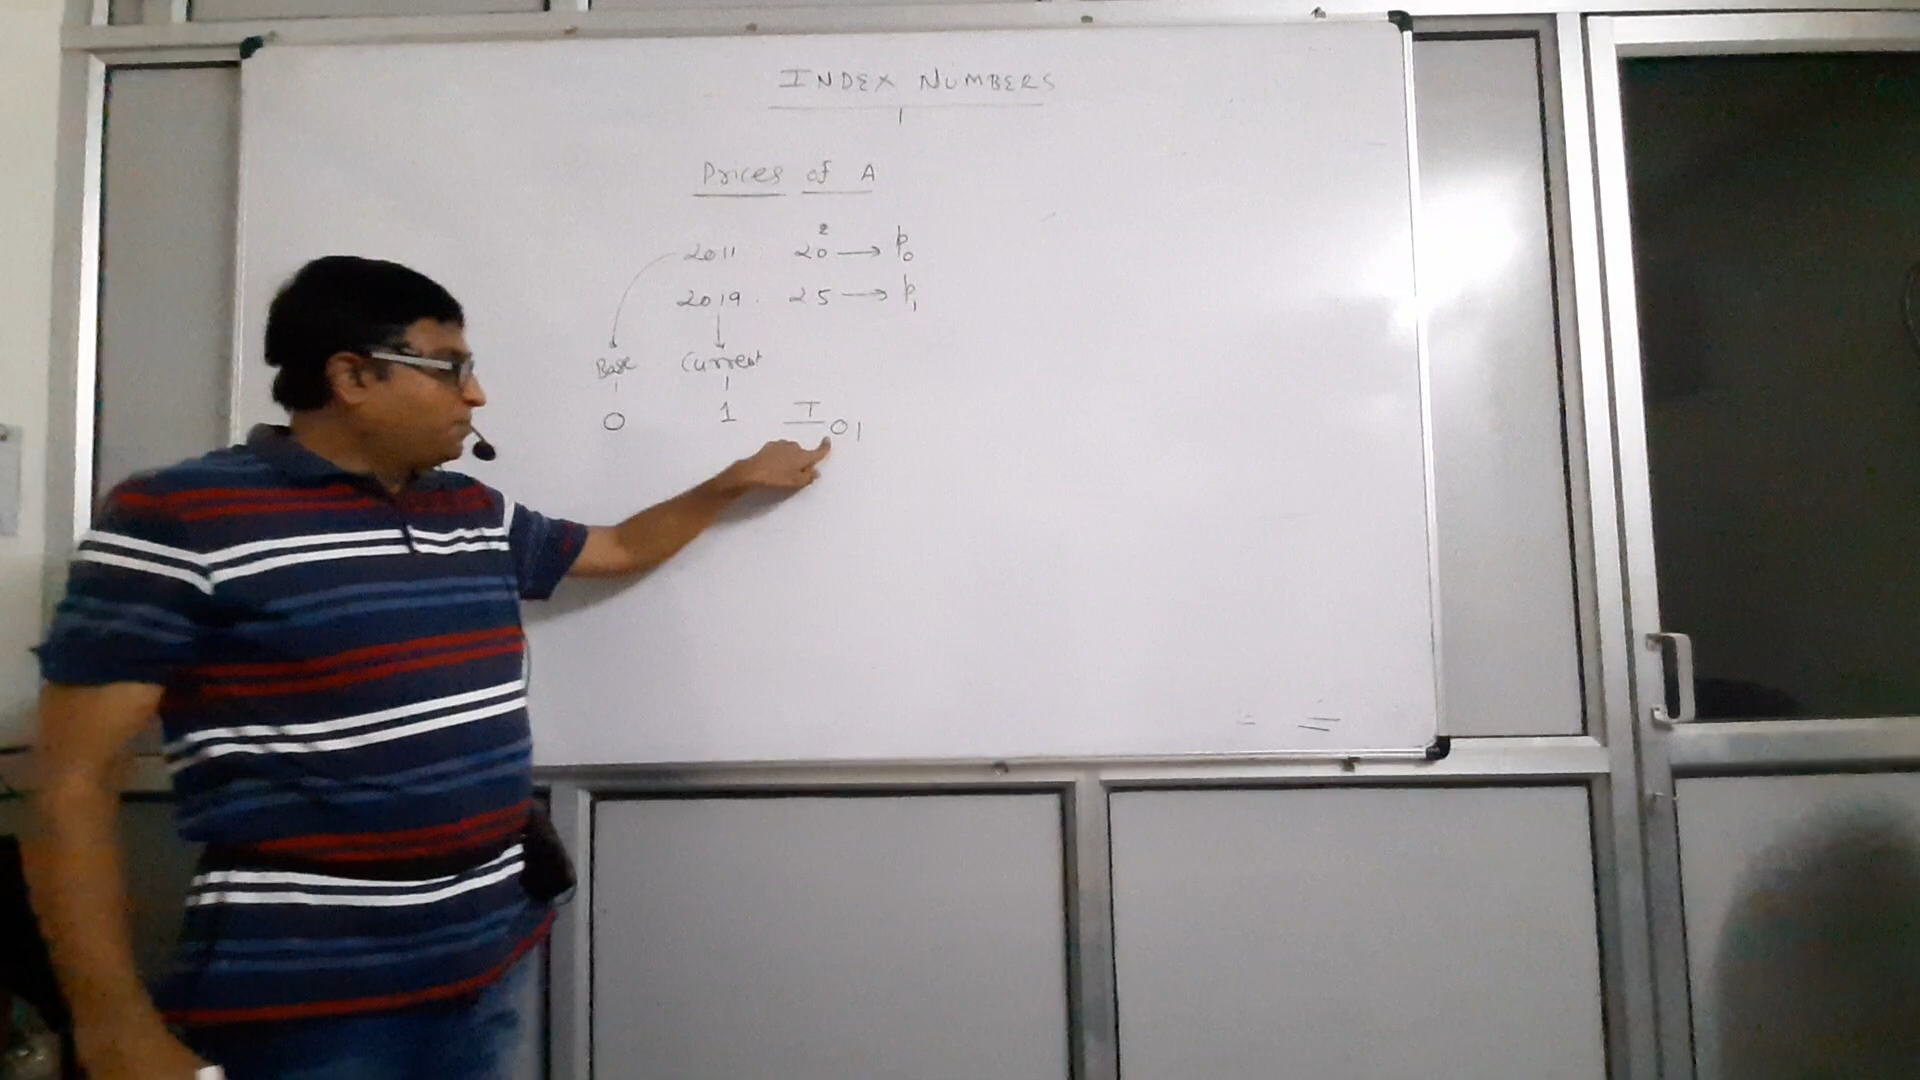 INDEX NUMBERS
Prices of A
2011 20 → p0
2019 25 → p1
Base Current
0 1 I01